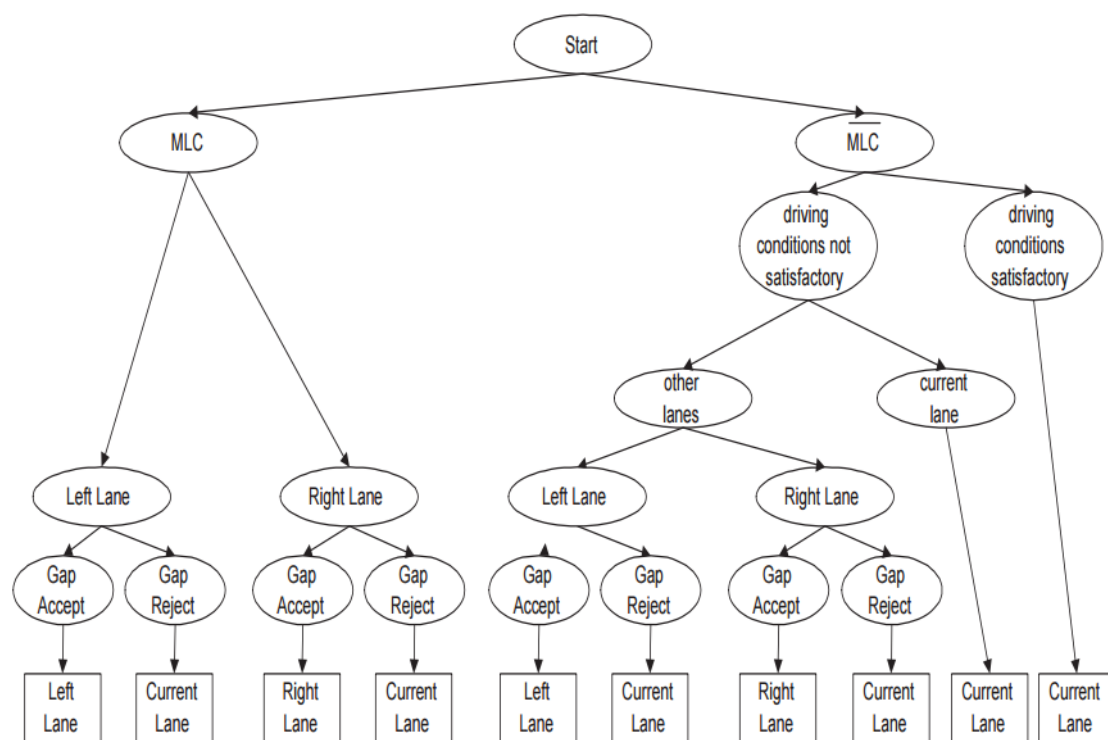 Start
MLC
M̅L̅C̅
driving
conditions not
satisfactory
driving
conditions
satisfactory
other
lanes
current
lane
Left Lane
Right Lane
Left Lane
Right Lane
Gap
Accept
Gap
Reject
Gap
Accept
Gap
Reject
Gap
Accept
Gap
Reject
Gap
Accept
Gap
Reject
Left
Lane
Current
Lane
Right
Lane
Current
Lane
Left
Lane
Current
Lane
Right
Lane
Current
Lane
Current
Lane
Current
Lane